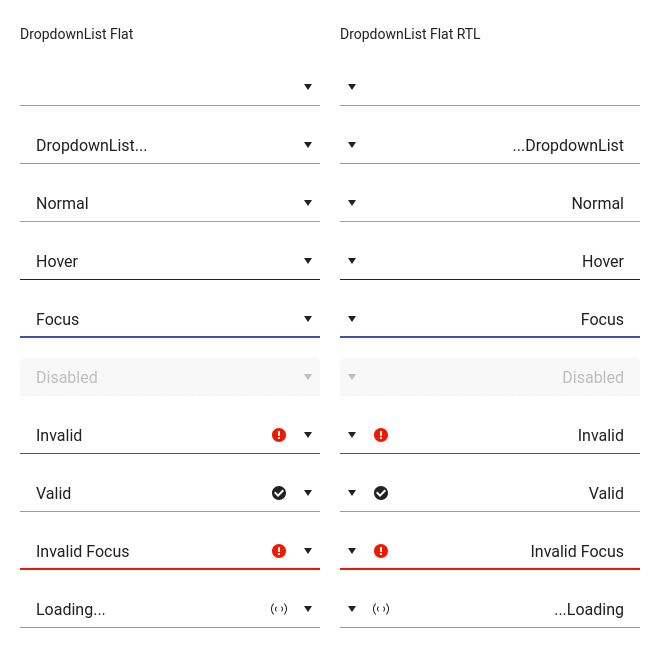 DropdownList Flat
DropdownList Flat RTL
DropdownList...
...DropdownList
Normal
Normal
Hover
Hover
Focus
Focus
Disabled
Disabled
Invalid
Invalid
Valid
Valid
Invalid Focus
Invalid Focus
Loading...
...Loading